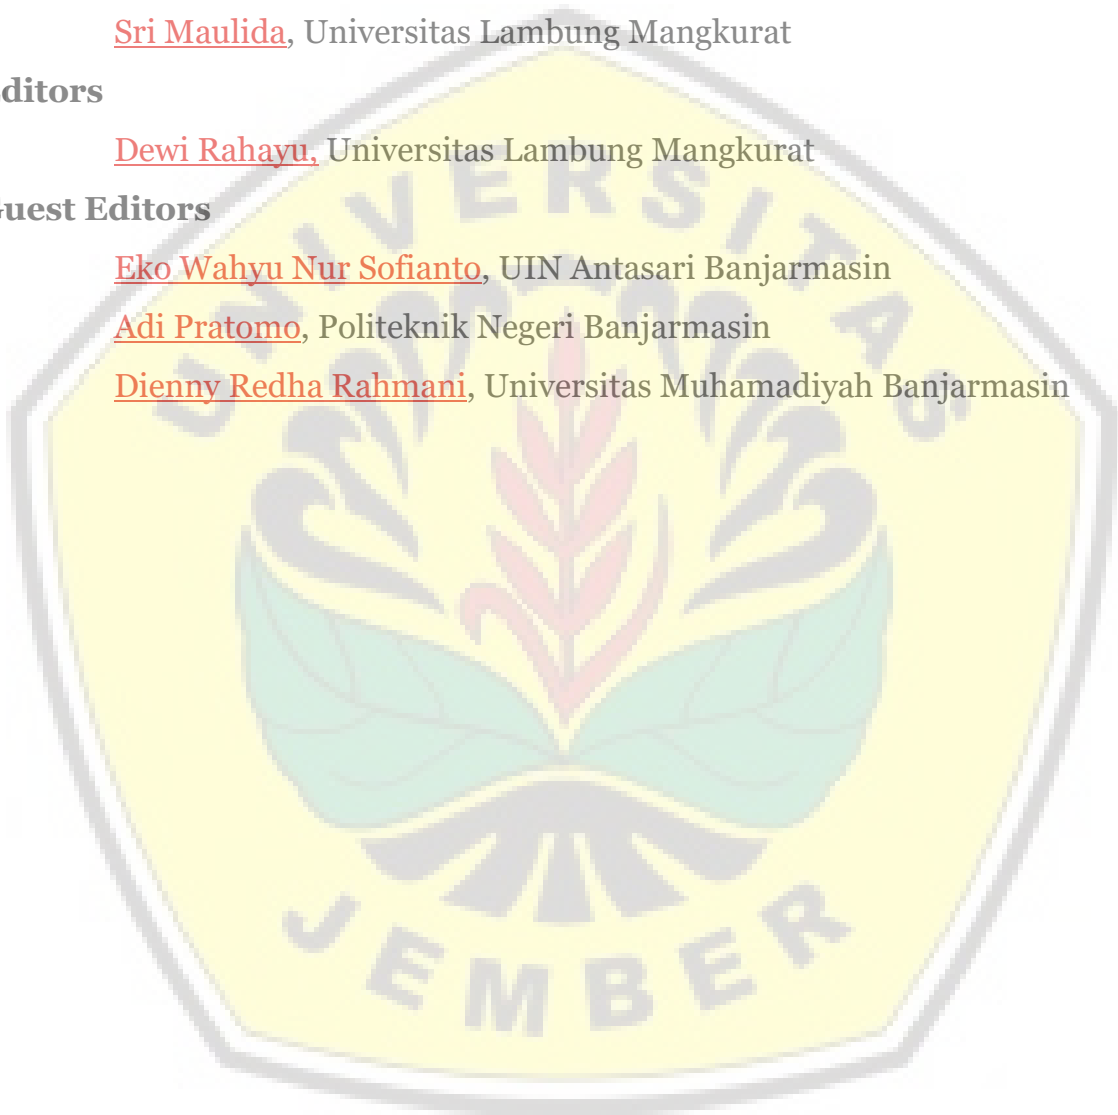 Sri Maulida, Universitas Lambung Mangkurat
ditors
Dewi Rahayu, Universitas Lambung Mangkurat
uest Editors
Eko Wahyu Nur Sofianto, UIN Antasari Banjarmasin
Adi Pratomo, Politeknik Negeri Banjarmasin
Dienny Redha Rahmani, Universitas Muhamadiyah Banjarmasin
UNIVERSITAS
JEMBER